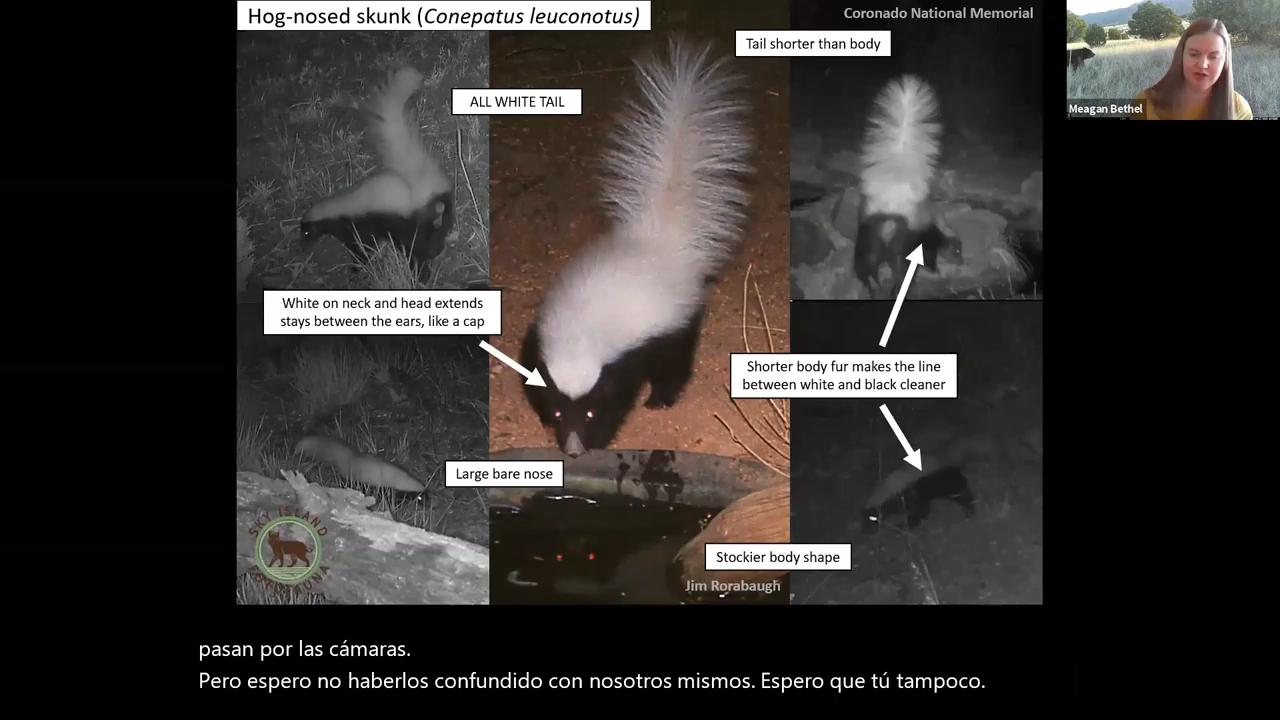 Hog-nosed skunk (Conepatus leuconotus)
Coronado National Memorial
Tail shorter than body
ALL WHITE TAIL
Meagan Bethel
White on neck and head extends
stays between the ears, like a cap
Shorter body fur makes the line
between white and black cleaner
Large bare nose
SKY ISLAND
Stockier body shape
Jim Rorabaugh
pasan por las cámaras.
Pero espero no haberlos confundido con nosotros mismos. Espero que tú tampoco.